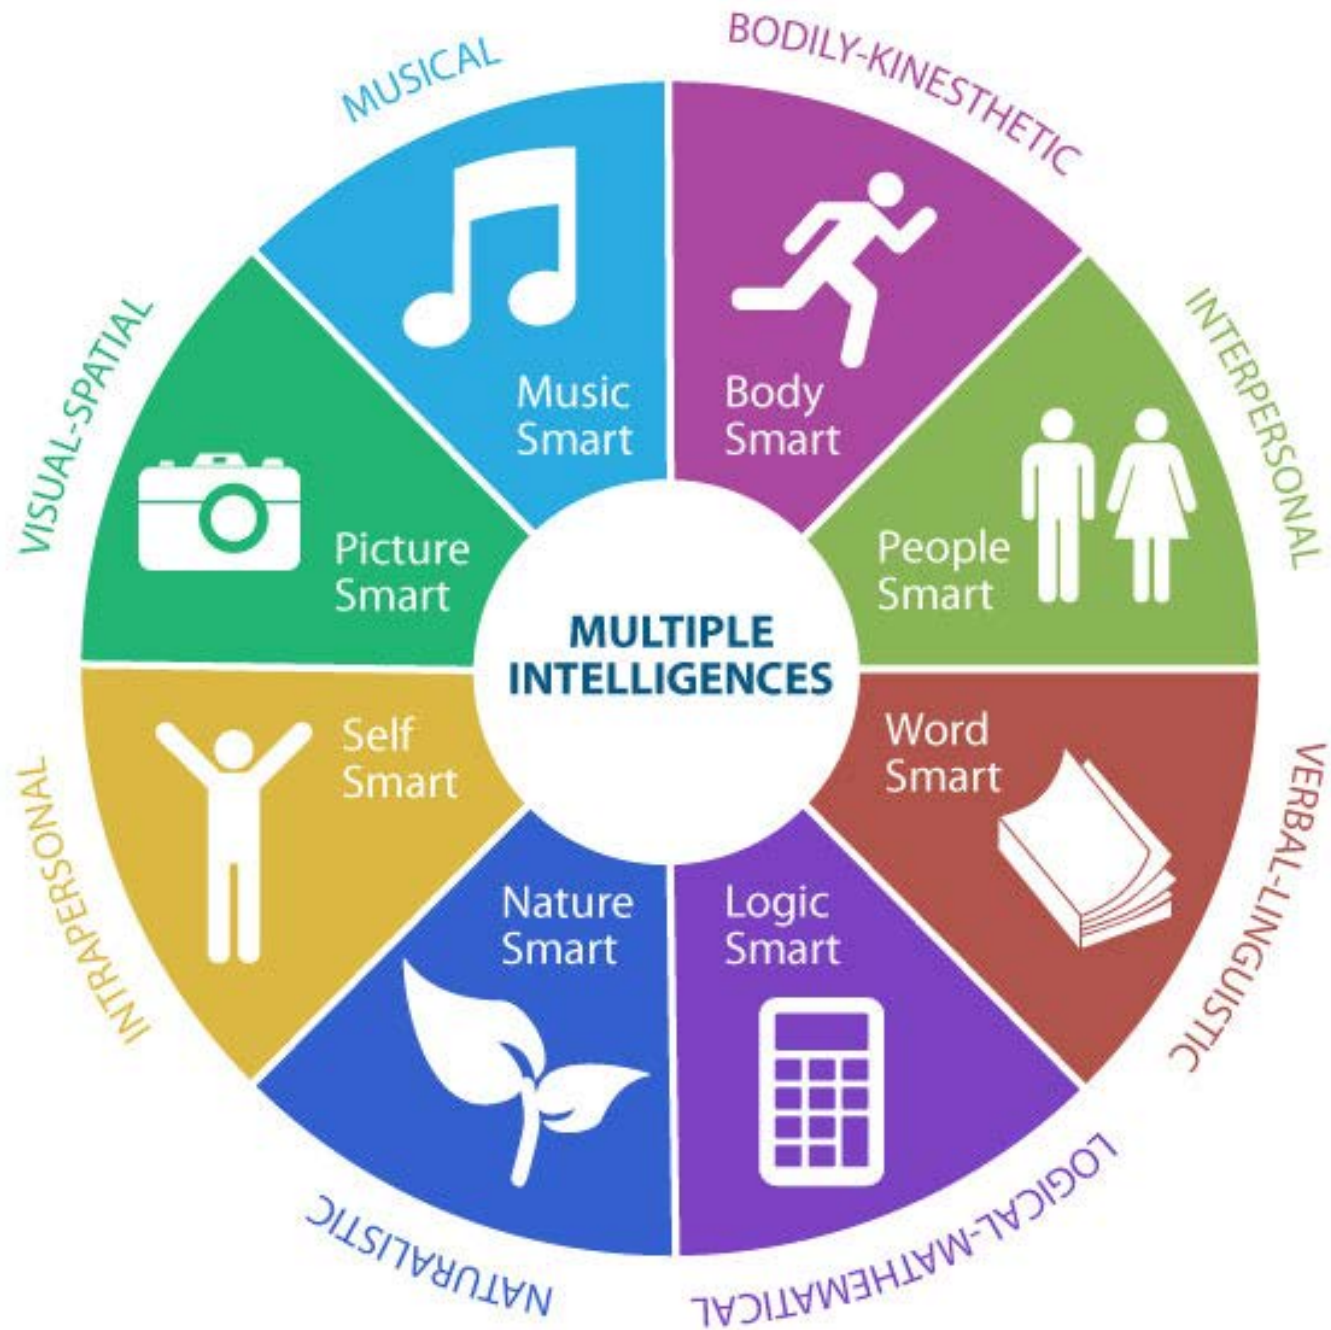 MUSICAL
BODILY-KINESTHETIC
INTERPERSONAL
VERBAL-LINGUISTIC
LOGICAL-MATHEMATICAL
NATURALISTIC
INTRAPERSONAL
VISUAL-SPATIAL
Music
Smart
Body
Smart
People
Smart
Word
Smart
Logic
Smart
Nature
Smart
Self
Smart
Picture
Smart
MULTIPLE
INTELLIGENCES